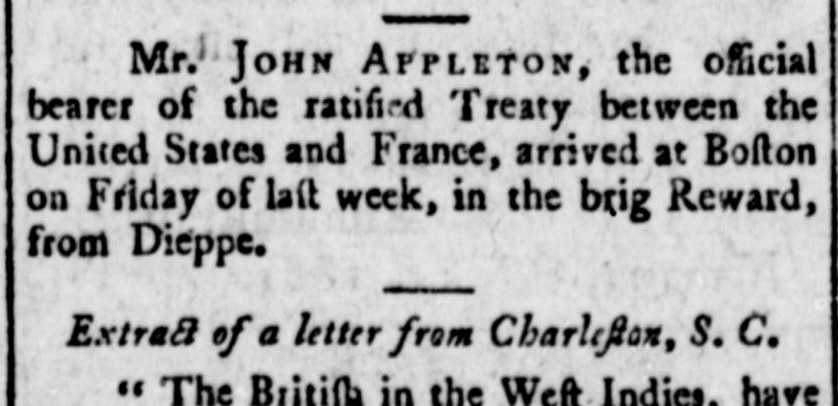 Mr. JOHN APPLETON, the official
bearer of the ratified Treaty between the
United States and France, arrived at Boſton
on Friday of laſt week, in the brig Reward,
from Dieppe.
Extract of a letter from Charleſton, S. C.
“ The Britiſh in the Weſt Indies, have